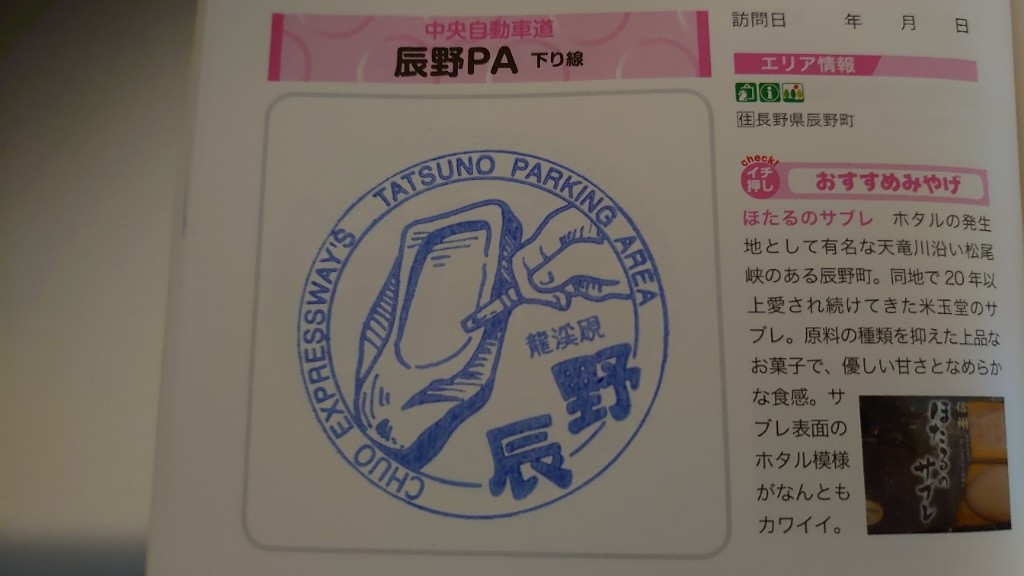 中央自動車道
辰野PA 下り線
CHUO EXPRESSWAY'S TATSUNO PARKING AREA
龍渓硯
辰野
訪問日 年 月 日
エリア情報
住長野県辰野町
check!
イチ
押し
おすすめみやげ
ほたるのサブレ ホタルの発生
地として有名な天竜川沿い松尾
峡のある辰野町。同地で20年以
上愛され続けてきた米玉堂のサ
ブレ。原料の種類を抑えた上品な
お菓子で、優しい甘さとなめらか
な食感。サ
ブレ表面の
ホタル模様
がなんとも
カワイイ。
信州
ほたるの
サブレ